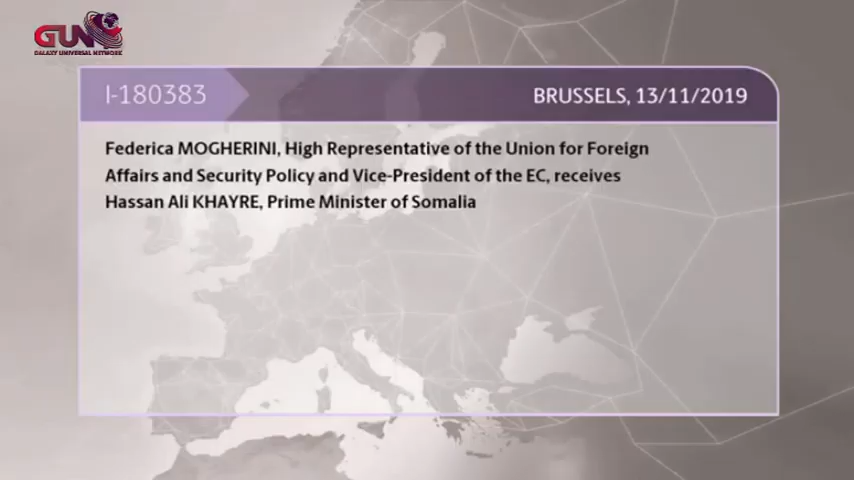 GUN
GALAXY UNIVERSAL NETWORK
I-180383
BRUSSELS, 13/11/2019
Federica MOGHERINI, High Representative of the Union for Foreign
Affairs and Security Policy and Vice-President of the EC, receives
Hassan Ali KHAYRE, Prime Minister of Somalia